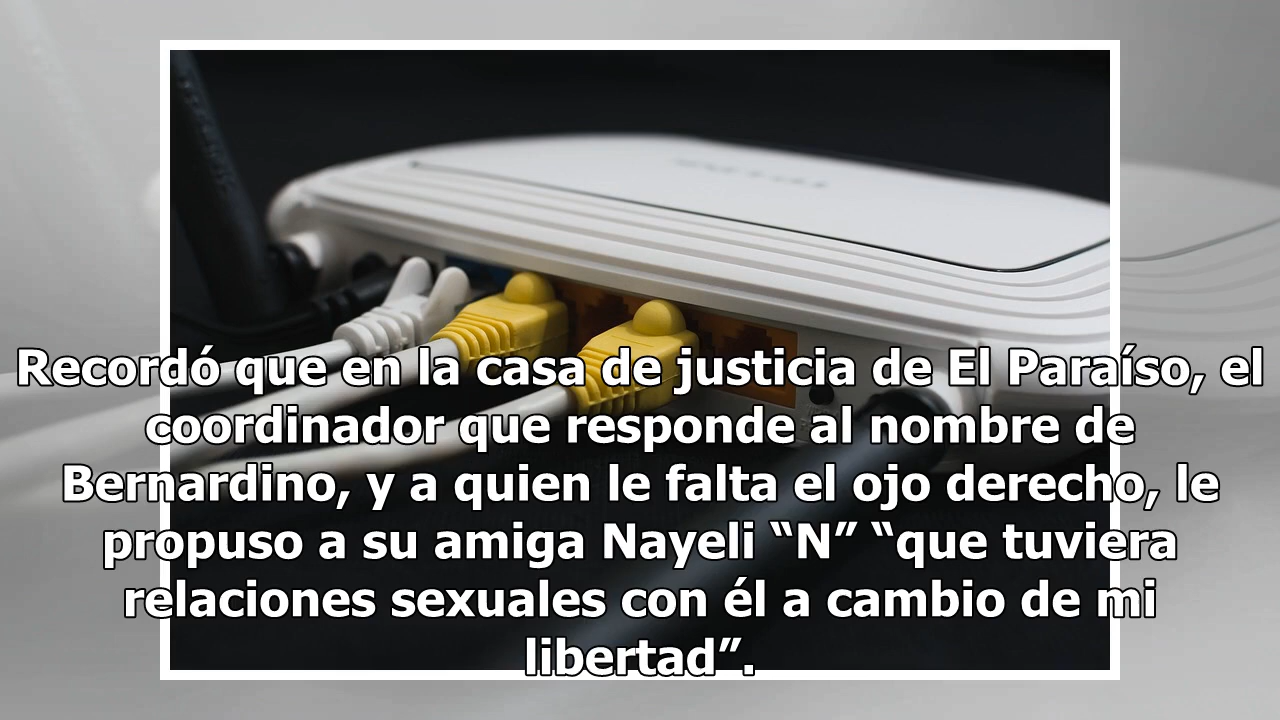 Recordó que en la casa de justicia de El Paraíso, el
coordinador que responde al nombre de
Bernardino, y a quien le falta el ojo derecho, le
propuso a su amiga Nayeli “N” “que tuviera
relaciones sexuales con él a cambio de mi
libertad”.